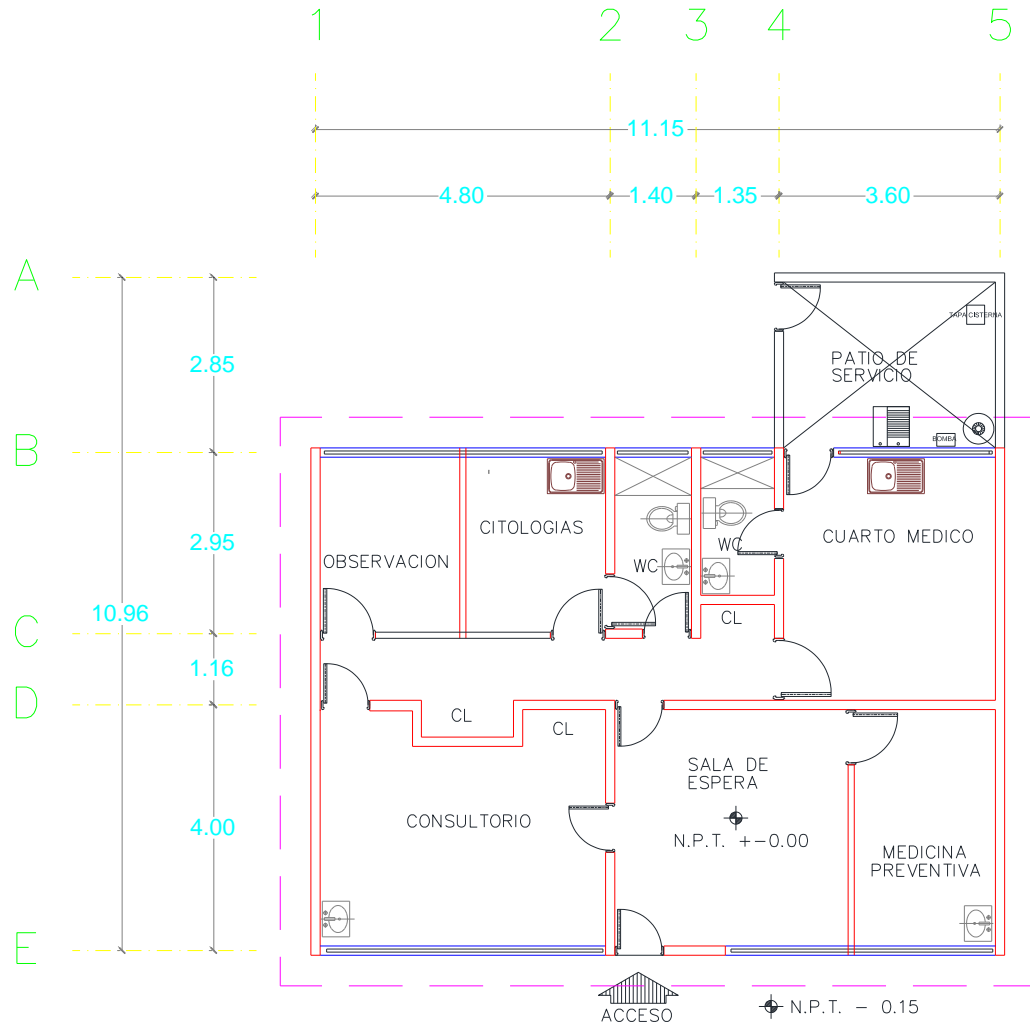 1 2 3 4 5
11.15
4.80 1.40 1.35 3.60
A
2.85
TAPA CISTERNA
PATIO DE
SERVICIO
BOMBA
B
2.95
OBSERVACION
CITOLOGIAS
WC
WC
CUARTO MEDICO
10.96
C
CL
1.16
D
CL
CL
SALA DE
ESPERA
4.00
CONSULTORIO
N.P.T. +-0.00
MEDICINA
PREVENTIVA
E
ACCESO
N.P.T. - 0.15